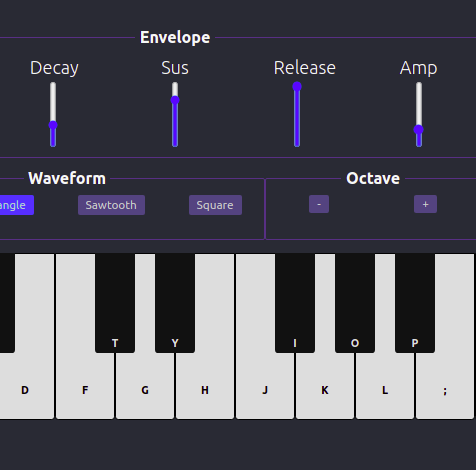 Envelope
Decay Sus Release Amp
Waveform Octave
angle Sawtooth Square - +
T Y I O P
D F G H J K L ;